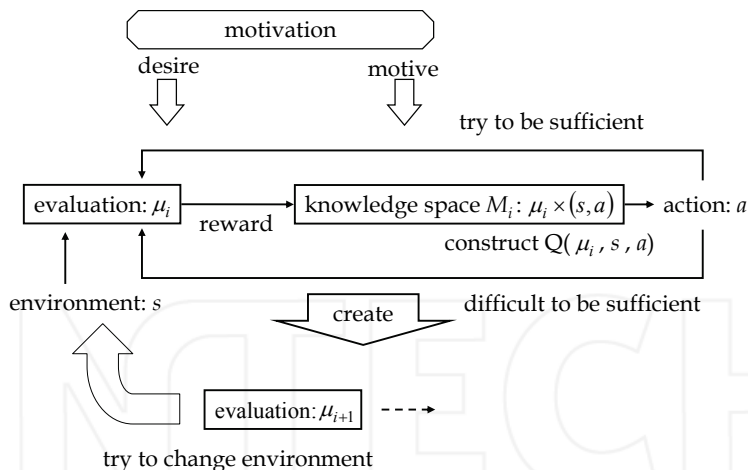 motivation
desire
motive
try to be sufficient
evaluation: μᵢ
reward
knowledge space Mᵢ: μᵢ × (s, a)
action: a
construct Q(μᵢ, s, a)
environment: s
difficult to be sufficient
create
evaluation: μᵢ₊₁
try to change environment